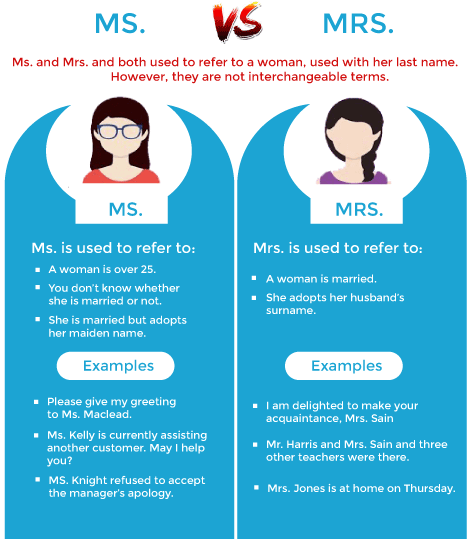 MS. VS MRS.
Ms. and Mrs. and both used to refer to a woman, used with her last name.
However, they are not interchangeable terms.
MS.
Ms. is used to refer to:
A woman is over 25.
You don't know whether
she is married or not.
She is married but adopts
her maiden name.
Examples
Please give my greeting
to Ms. Maclead.
Ms. Kelly is currently assisting
another customer. May I help
you?
MS. Knight refused to accept
the manager's apology.
MRS.
Mrs. is used to refer to:
A woman is married.
She adopts her husband's
surname.
Examples
I am delighted to make your
acquaintance, Mrs. Sain
Mr. Harris and Mrs. Sain and three
other teachers were there.
Mrs. Jones is at home on Thursday.